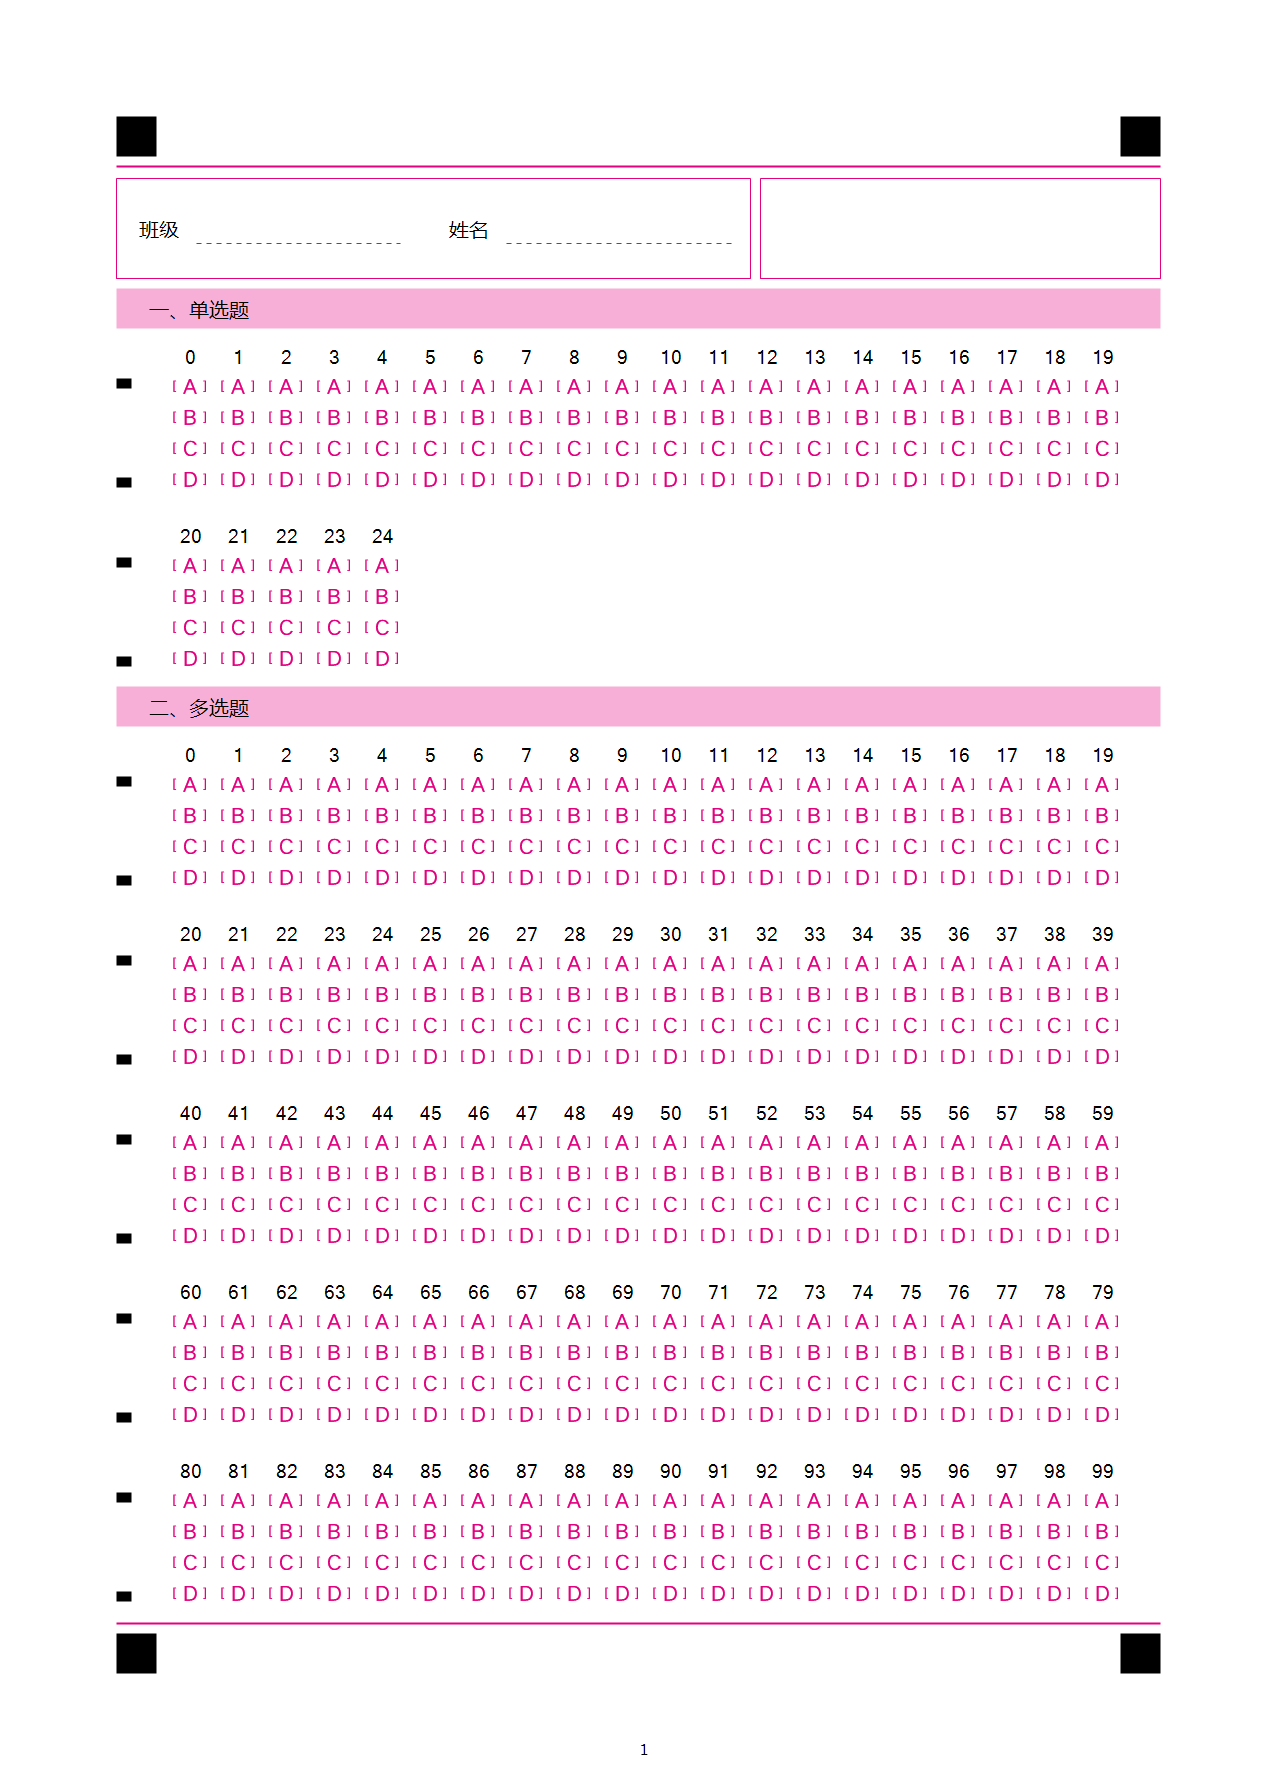 班级 姓名
一、单选题
0 1 2 3 4 5 6 7 8 9 10 11 12 13 14 15 16 17 18 19
[A] [A] [A] [A] [A] [A] [A] [A] [A] [A] [A] [A] [A] [A] [A] [A] [A] [A] [A] [A]
[B] [B] [B] [B] [B] [B] [B] [B] [B] [B] [B] [B] [B] [B] [B] [B] [B] [B] [B] [B]
[C] [C] [C] [C] [C] [C] [C] [C] [C] [C] [C] [C] [C] [C] [C] [C] [C] [C] [C] [C]
[D] [D] [D] [D] [D] [D] [D] [D] [D] [D] [D] [D] [D] [D] [D] [D] [D] [D] [D] [D]
20 21 22 23 24
[A] [A] [A] [A] [A]
[B] [B] [B] [B] [B]
[C] [C] [C] [C] [C]
[D] [D] [D] [D] [D]
二、多选题
0 1 2 3 4 5 6 7 8 9 10 11 12 13 14 15 16 17 18 19
[A] [A] [A] [A] [A] [A] [A] [A] [A] [A] [A] [A] [A] [A] [A] [A] [A] [A] [A] [A]
[B] [B] [B] [B] [B] [B] [B] [B] [B] [B] [B] [B] [B] [B] [B] [B] [B] [B] [B] [B]
[C] [C] [C] [C] [C] [C] [C] [C] [C] [C] [C] [C] [C] [C] [C] [C] [C] [C] [C] [C]
[D] [D] [D] [D] [D] [D] [D] [D] [D] [D] [D] [D] [D] [D] [D] [D] [D] [D] [D] [D]
20 21 22 23 24 25 26 27 28 29 30 31 32 33 34 35 36 37 38 39
[A] [A] [A] [A] [A] [A] [A] [A] [A] [A] [A] [A] [A] [A] [A] [A] [A] [A] [A] [A]
[B] [B] [B] [B] [B] [B] [B] [B] [B] [B] [B] [B] [B] [B] [B] [B] [B] [B] [B] [B]
[C] [C] [C] [C] [C] [C] [C] [C] [C] [C] [C] [C] [C] [C] [C] [C] [C] [C] [C] [C]
[D] [D] [D] [D] [D] [D] [D] [D] [D] [D] [D] [D] [D] [D] [D] [D] [D] [D] [D] [D]
40 41 42 43 44 45 46 47 48 49 50 51 52 53 54 55 56 57 58 59
[A] [A] [A] [A] [A] [A] [A] [A] [A] [A] [A] [A] [A] [A] [A] [A] [A] [A] [A] [A]
[B] [B] [B] [B] [B] [B] [B] [B] [B] [B] [B] [B] [B] [B] [B] [B] [B] [B] [B] [B]
[C] [C] [C] [C] [C] [C] [C] [C] [C] [C] [C] [C] [C] [C] [C] [C] [C] [C] [C] [C]
[D] [D] [D] [D] [D] [D] [D] [D] [D] [D] [D] [D] [D] [D] [D] [D] [D] [D] [D] [D]
60 61 62 63 64 65 66 67 68 69 70 71 72 73 74 75 76 77 78 79
[A] [A] [A] [A] [A] [A] [A] [A] [A] [A] [A] [A] [A] [A] [A] [A] [A] [A] [A] [A]
[B] [B] [B] [B] [B] [B] [B] [B] [B] [B] [B] [B] [B] [B] [B] [B] [B] [B] [B] [B]
[C] [C] [C] [C] [C] [C] [C] [C] [C] [C] [C] [C] [C] [C] [C] [C] [C] [C] [C] [C]
[D] [D] [D] [D] [D] [D] [D] [D] [D] [D] [D] [D] [D] [D] [D] [D] [D] [D] [D] [D]
80 81 82 83 84 85 86 87 88 89 90 91 92 93 94 95 96 97 98 99
[A] [A] [A] [A] [A] [A] [A] [A] [A] [A] [A] [A] [A] [A] [A] [A] [A] [A] [A] [A]
[B] [B] [B] [B] [B] [B] [B] [B] [B] [B] [B] [B] [B] [B] [B] [B] [B] [B] [B] [B]
[C] [C] [C] [C] [C] [C] [C] [C] [C] [C] [C] [C] [C] [C] [C] [C] [C] [C] [C] [C]
[D] [D] [D] [D] [D] [D] [D] [D] [D] [D] [D] [D] [D] [D] [D] [D] [D] [D] [D] [D]
1